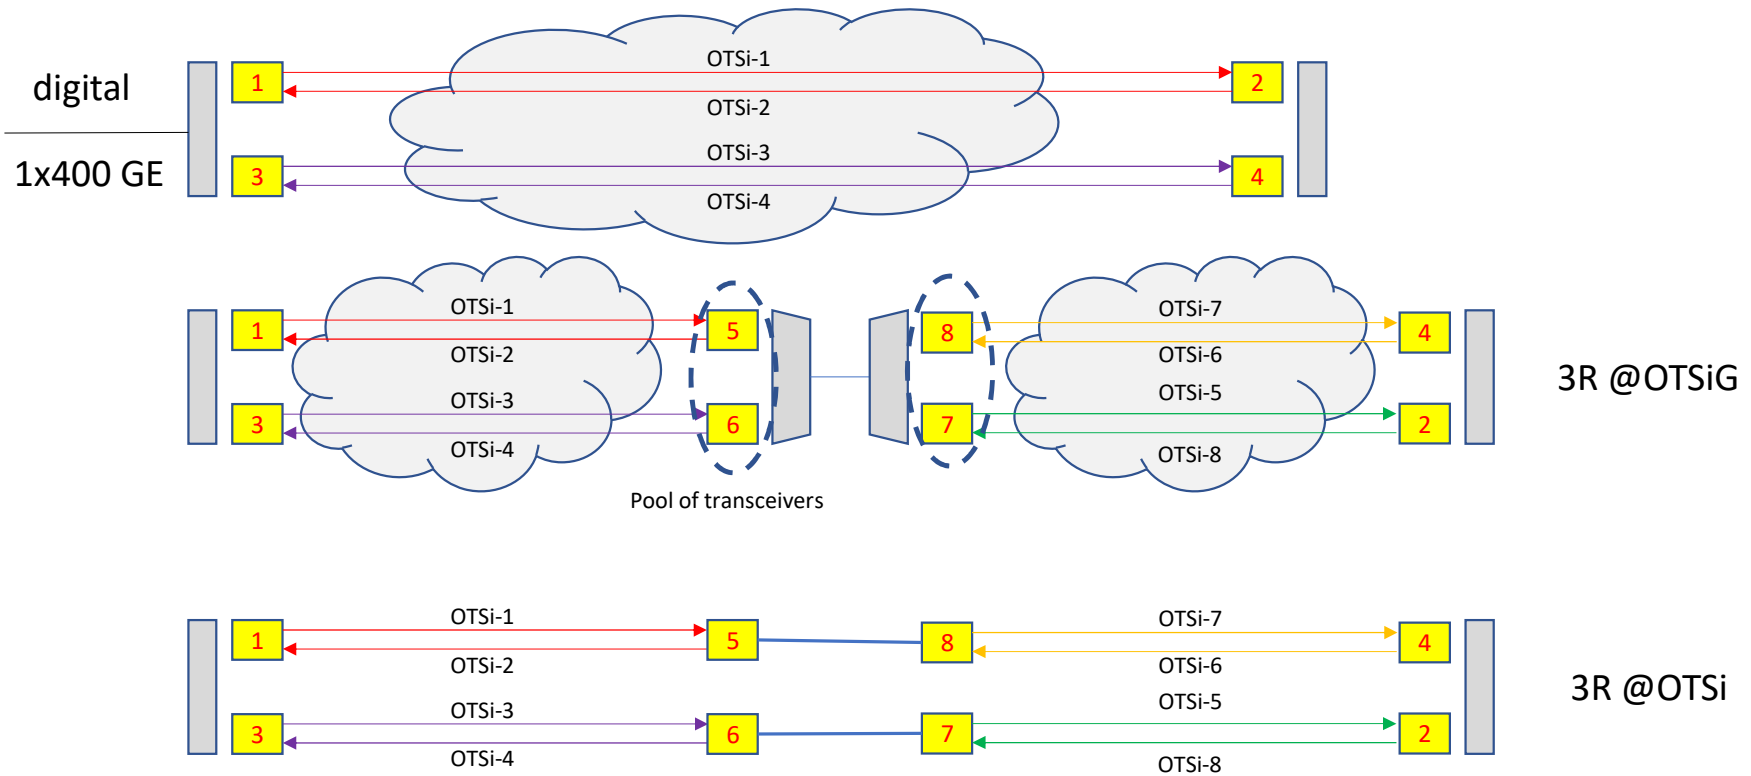 digital
1x400 GE
1
OTSi-1
2
OTSi-2
3
OTSi-3
4
OTSi-4
1
OTSi-1
5
OTSi-2
3
OTSi-3
6
OTSi-4
Pool of transceivers
8
OTSi-7
4
OTSi-6
7
OTSi-5
2
OTSi-8
3R @OTSiG
1
OTSi-1
5
OTSi-2
8
OTSi-7
4
OTSi-6
3
OTSi-3
6
OTSi-4
7
OTSi-5
2
OTSi-8
3R @OTSi